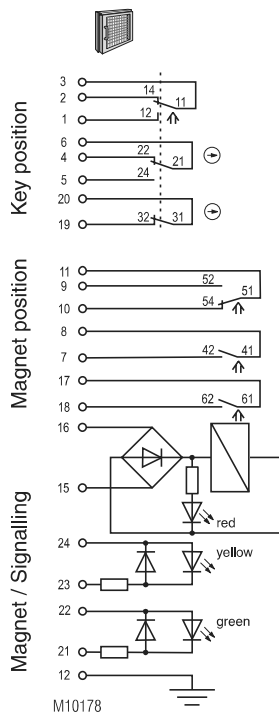 Key position
3
2 14
11
1 12
6
22
4 21
5 24
20
19 32 31
Magnet position
11
9 52
51
10 54
8
7 42 41
17
18 62 61
Magnet / Signalling
16
15
red
24
yellow
23
22
green
21
12
M10178